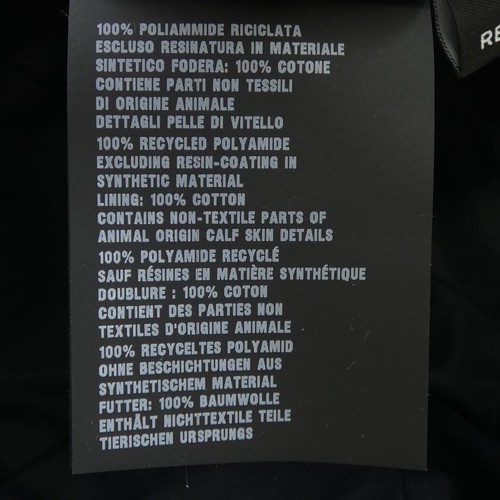 100% POLIAMMIDE RICICLATA
ESCLUSO RESINATURA IN MATERIALE
SINTETICO FODERA: 100% COTONE
CONTIENE PARTI NON TESSILI
DI ORIGINE ANIMALE
DETTAGLI PELLE DI VITELLO
100% RECYCLED POLYAMIDE
EXCLUDING RESIN-COATING IN
SYNTHETIC MATERIAL
LINING: 100% COTTON
CONTAINS NON-TEXTILE PARTS OF
ANIMAL ORIGIN CALF SKIN DETAILS
100% POLYAMIDE RECYCLÉ
SAUF RÉSINES EN MATIÈRE SYNTHÉTIQUE
DOUBLURE : 100% COTON
CONTIENT DES PARTIES NON
TEXTILES D'ORIGINE ANIMALE
100% RECYCELTES POLYAMID
OHNE BESCHICHTUNGEN AUS
SYNTHETISCHEM MATERIAL
FUTTER: 100% BAUMWOLLE
ENTHÄLT NICHTTEXTILE TEILE
TIERISCHEN URSPRUNGS